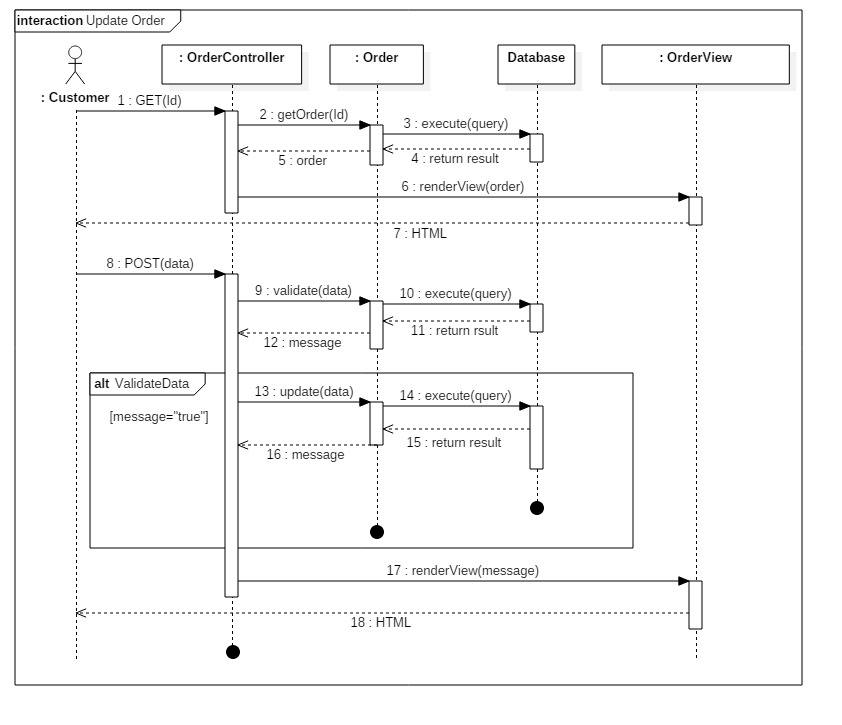 interaction Update Order
: OrderController
: Order
Database
: OrderView
: Customer
1 : GET(Id)
2 : getOrder(Id)
3 : execute(query)
4 : return result
5 : order
6 : renderView(order)
7 : HTML
8 : POST(data)
9 : validate(data)
10 : execute(query)
11 : return rsult
12 : message
alt ValidateData
13 : update(data)
14 : execute(query)
[message="true"]
15 : return result
16 : message
17 : renderView(message)
18 : HTML